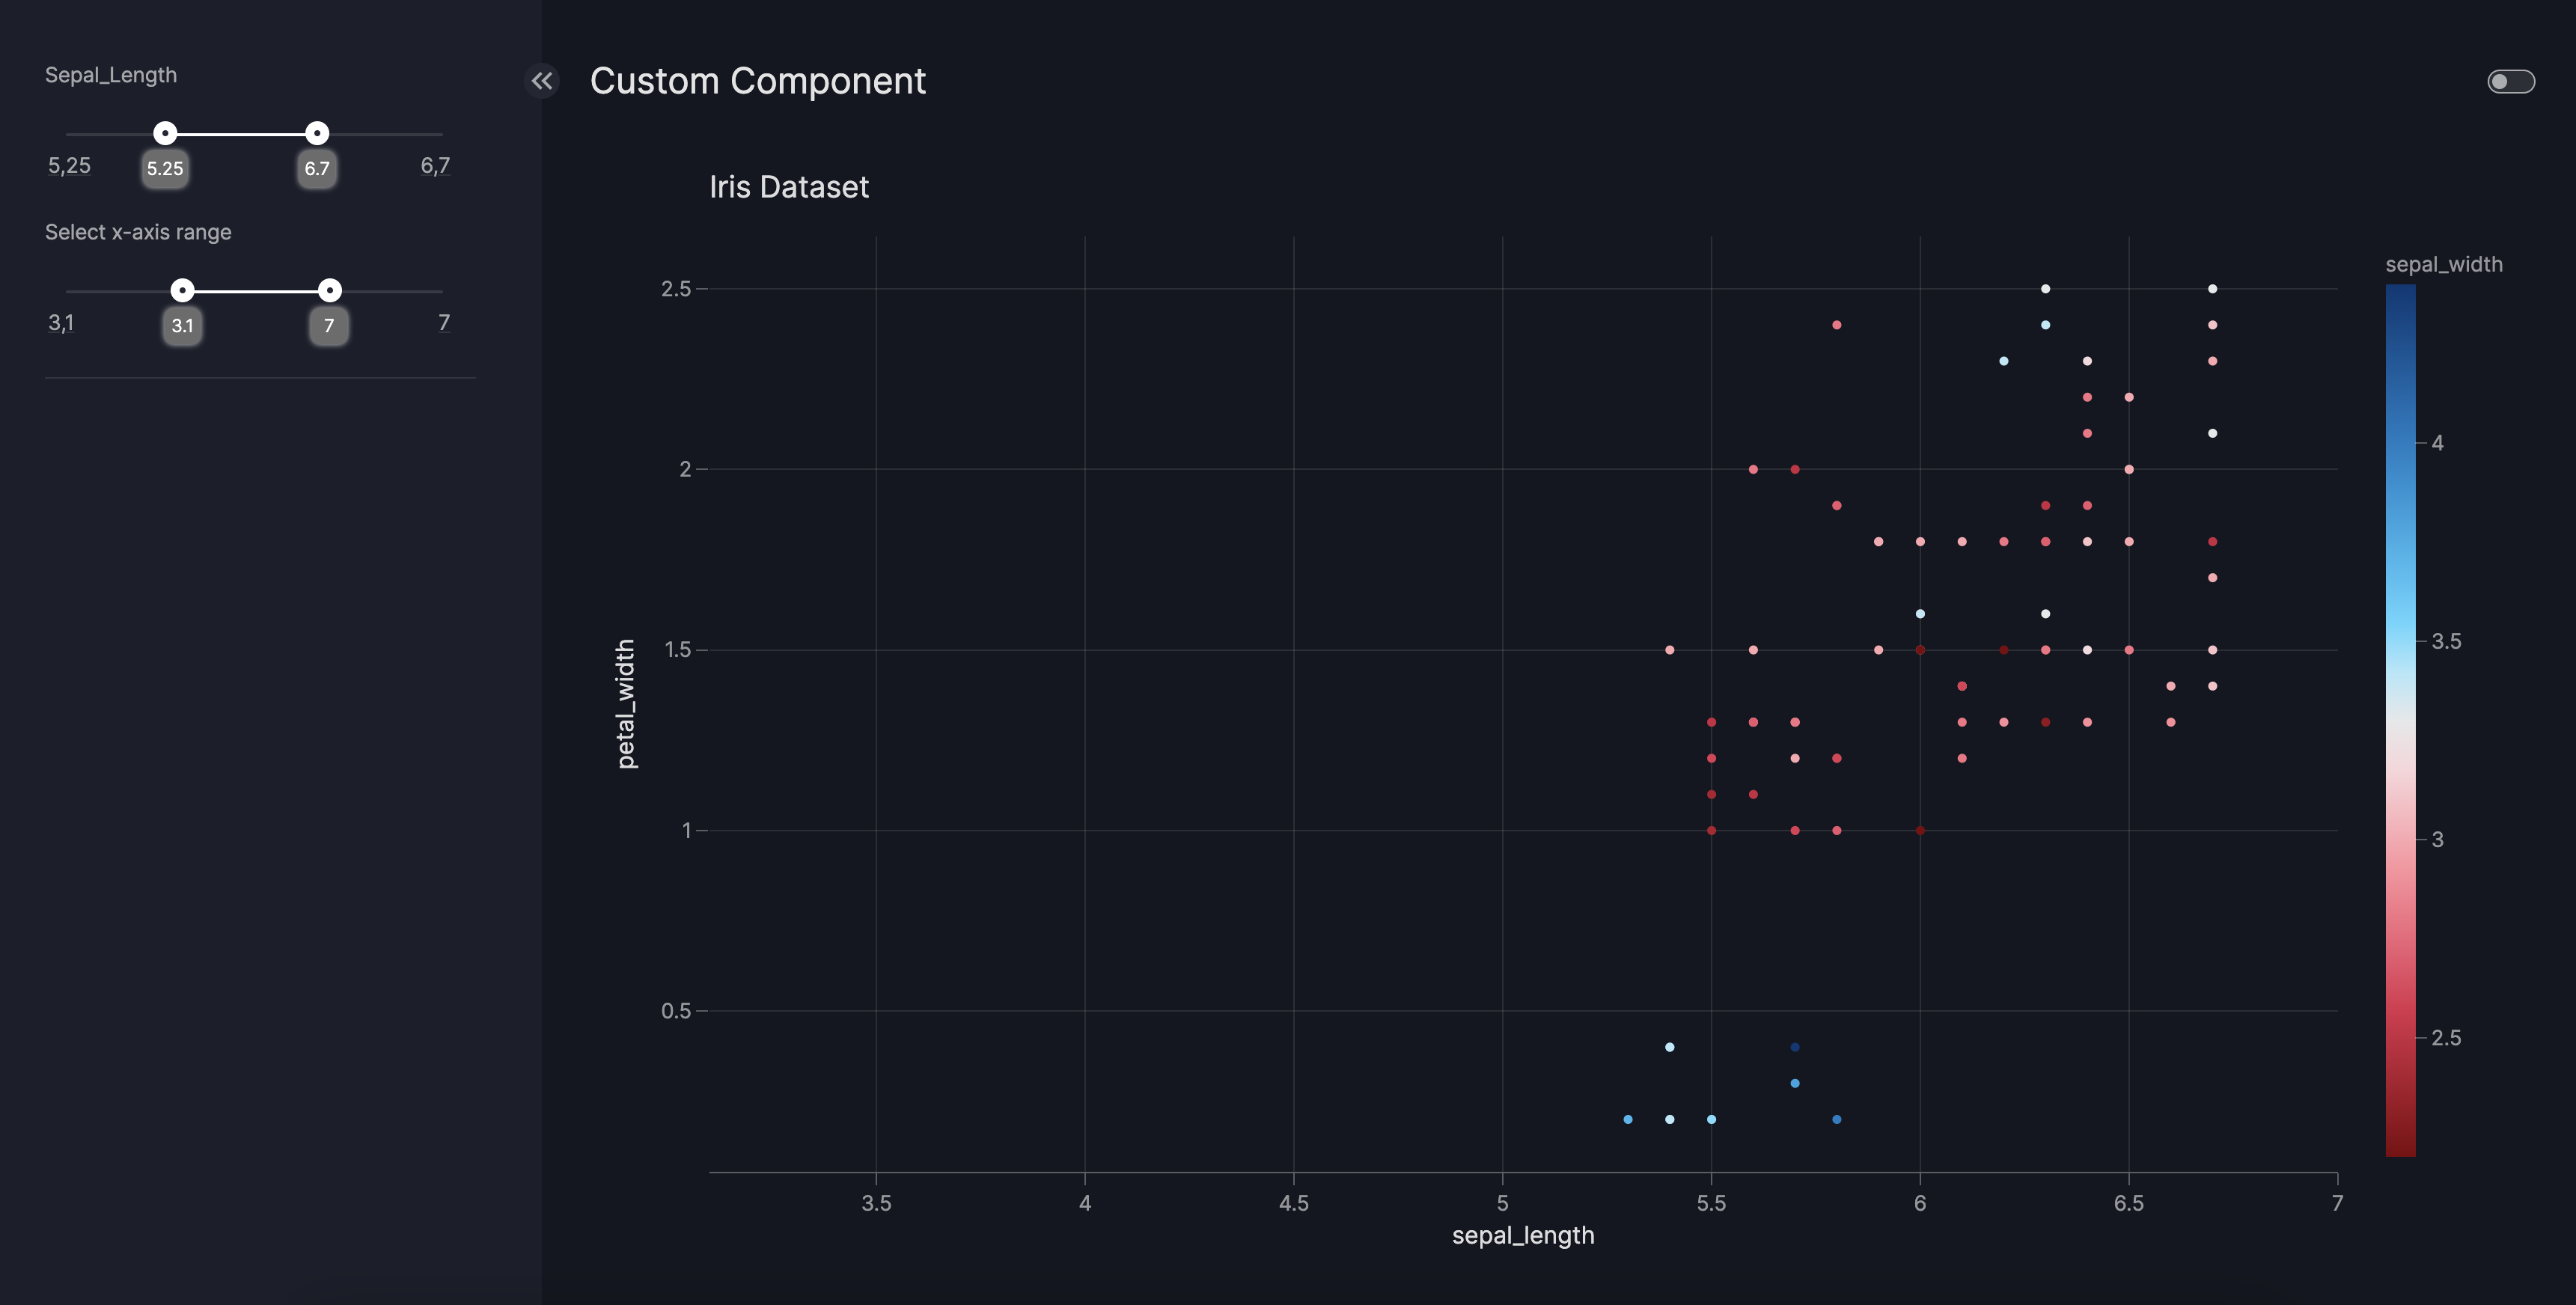 Sepal_Length
5,25 5.25 6.7 6,7
Select x-axis range
3,1 3.1 7 7
Custom Component
Iris Dataset
sepal_width
4
3.5
3
2.5
petal_width
2.5
2
1.5
1
0.5
3.5 4 4.5 5 5.5 6 6.5 7
sepal_length